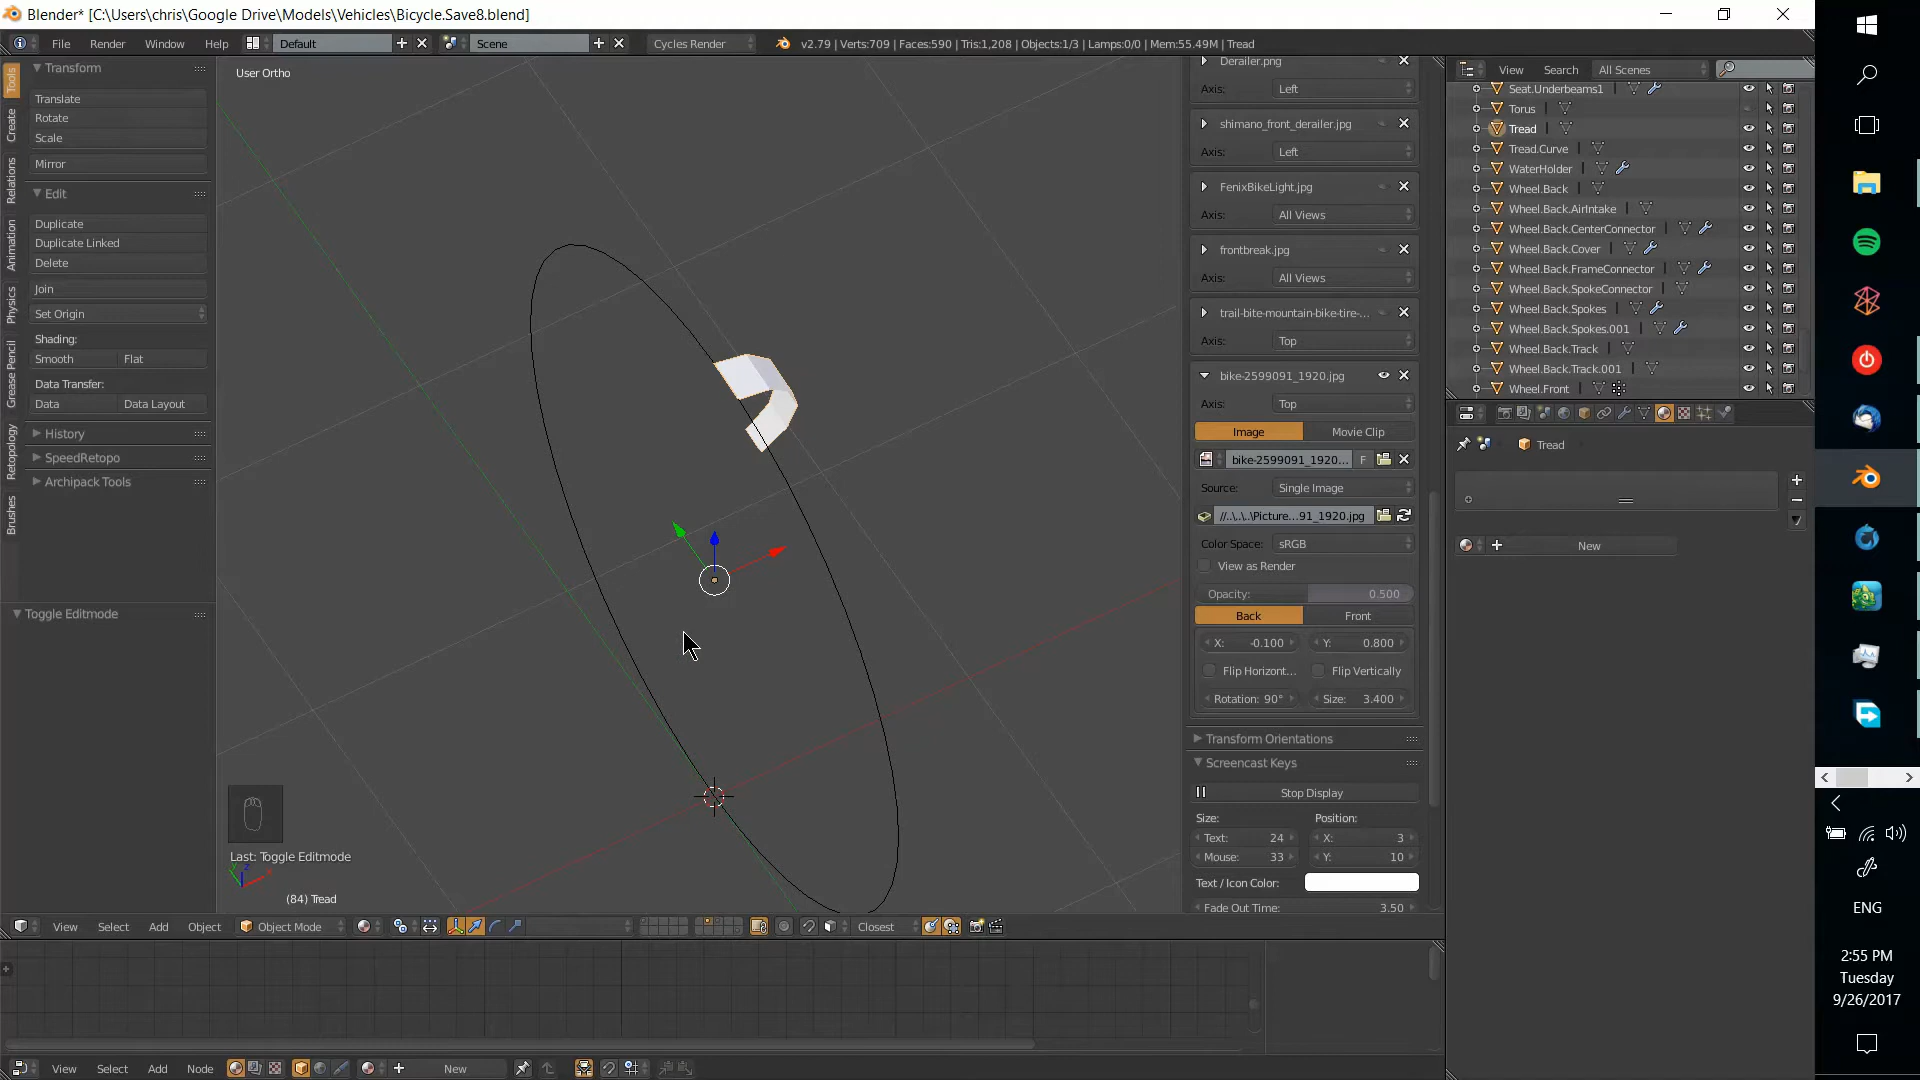 Blender* [C:\Users\chris\Google Drive\Models\Vehicles\Bicycle.Save8.blend]
File Render Window Help Default Scene Cycles Render v2.79 | Verts:709 | Faces:590 | Tris:1,208 | Objects:1/3 | Lamps:0/0 | Mem:55.49M | Tread
Tools
Create
Relations
Animation
Physics
Grease Pencil
Retopology
Brushes
Transform
Translate
Rotate
Scale
Mirror
Edit
Duplicate
Duplicate Linked
Delete
Join
Set Origin
Shading:
Smooth Flat
Data Transfer:
Data Data Layout
History
SpeedRetopo
Archipack Tools
Toggle Editmode
User Ortho
Last: Toggle Editmode
(84) Tread
View Select Add Object Object Mode Closest
View Select Add Node New
Derailer.png
Axis: Left
shimano_front_derailer.jpg
Axis: Left
FenixBikeLight.jpg
Axis: All Views
frontbreak.jpg
Axis: All Views
trail-bite-mountain-bike-tire-...
Axis: Top
bike-2599091_1920.jpg
Axis: Top
Image Movie Clip
bike-2599091_1920... F
Source: Single Image
//..\..\..\Picture...91_1920.jpg
Color Space: sRGB
View as Render
Opacity: 0.500
Back Front
X: -0.100 Y: 0.800
Flip Horizont... Flip Vertically
Rotation: 90° Size: 3.400
Transform Orientations
Screencast Keys
Stop Display
Size: Position:
Text: 24 X: 3
Mouse: 33 Y: 10
Text / Icon Color:
Fade Out Time: 3.50
View Search All Scenes
Seat.Underbeams1
Torus
Tread
Tread.Curve
WaterHolder
Wheel.Back
Wheel.Back.AirIntake
Wheel.Back.CenterConnector
Wheel.Back.Cover
Wheel.Back.FrameConnector
Wheel.Back.SpokeConnector
Wheel.Back.Spokes
Wheel.Back.Spokes.001
Wheel.Back.Track
Wheel.Back.Track.001
Wheel.Front
Tread
New
ENG
2:55 PM
Tuesday
9/26/2017